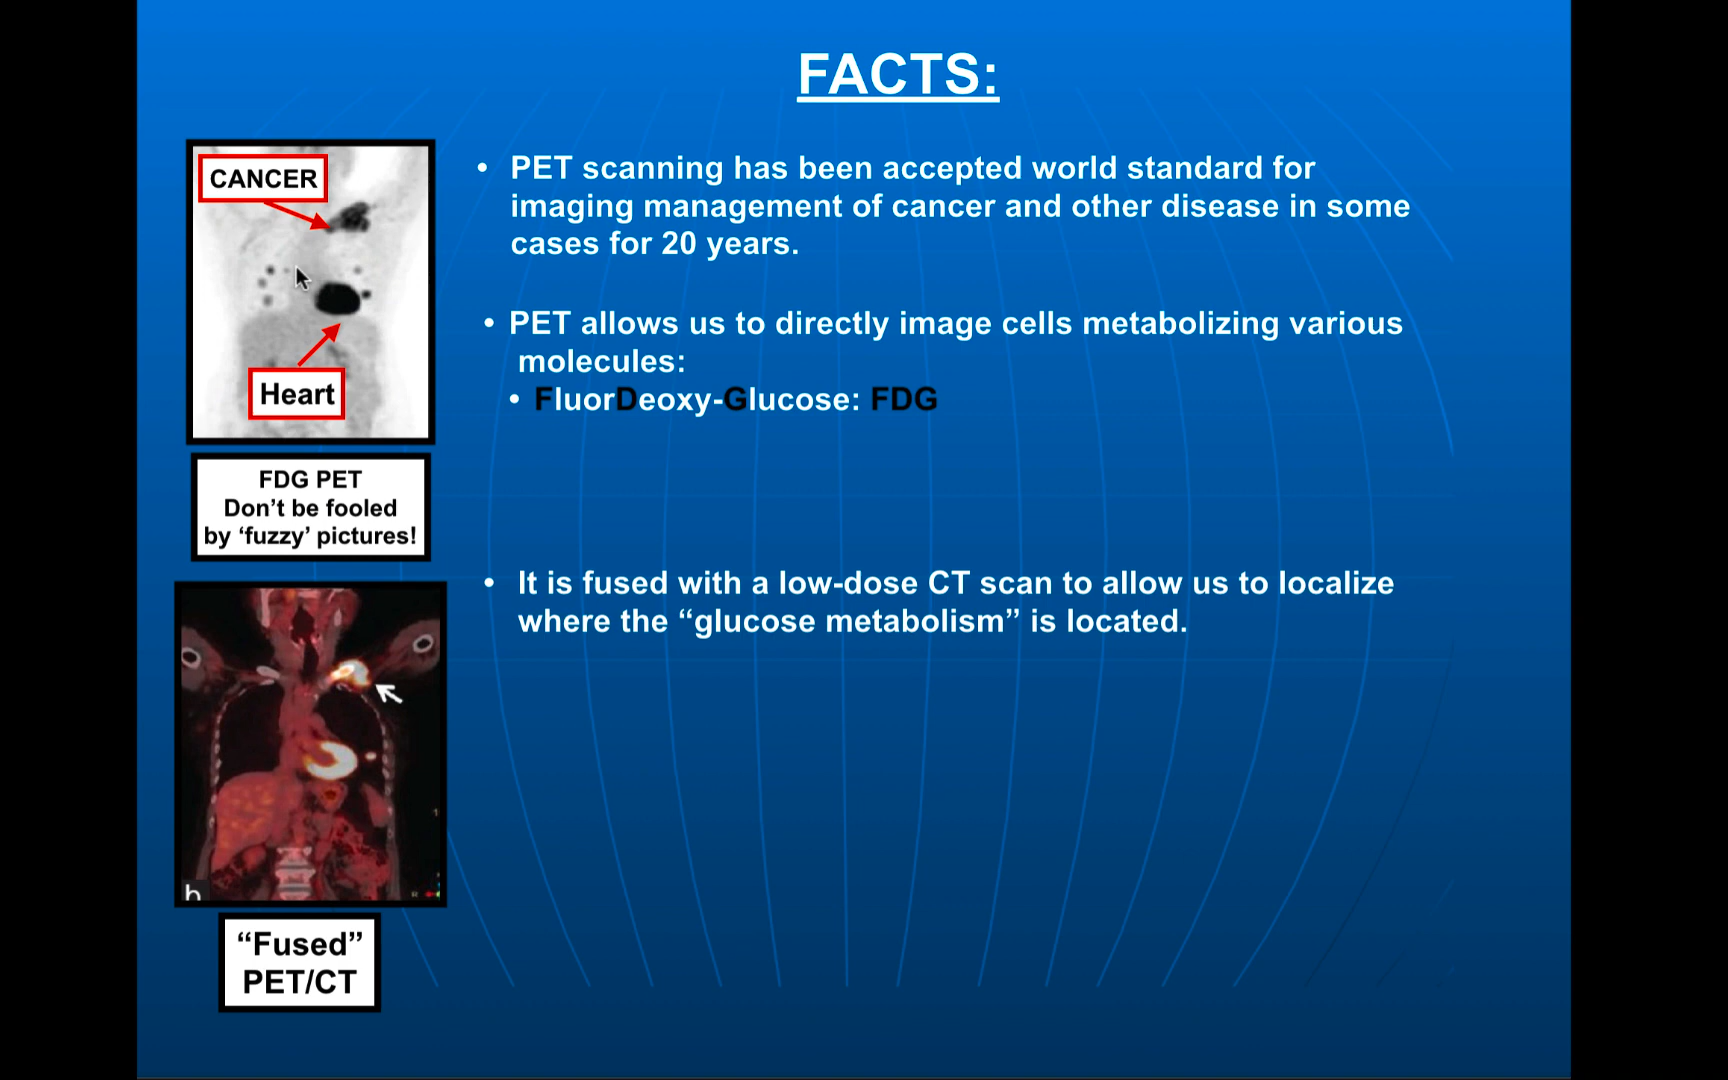 FACTS:
CANCER
Heart
FDG PET
Don’t be fooled
by ‘fuzzy’ pictures!
b
“Fused”
PET/CT
• PET scanning has been accepted world standard for
imaging management of cancer and other disease in some
cases for 20 years.
• PET allows us to directly image cells metabolizing various
molecules:
• FluorDeoxy-Glucose: FDG
• It is fused with a low-dose CT scan to allow us to localize
where the “glucose metabolism” is located.